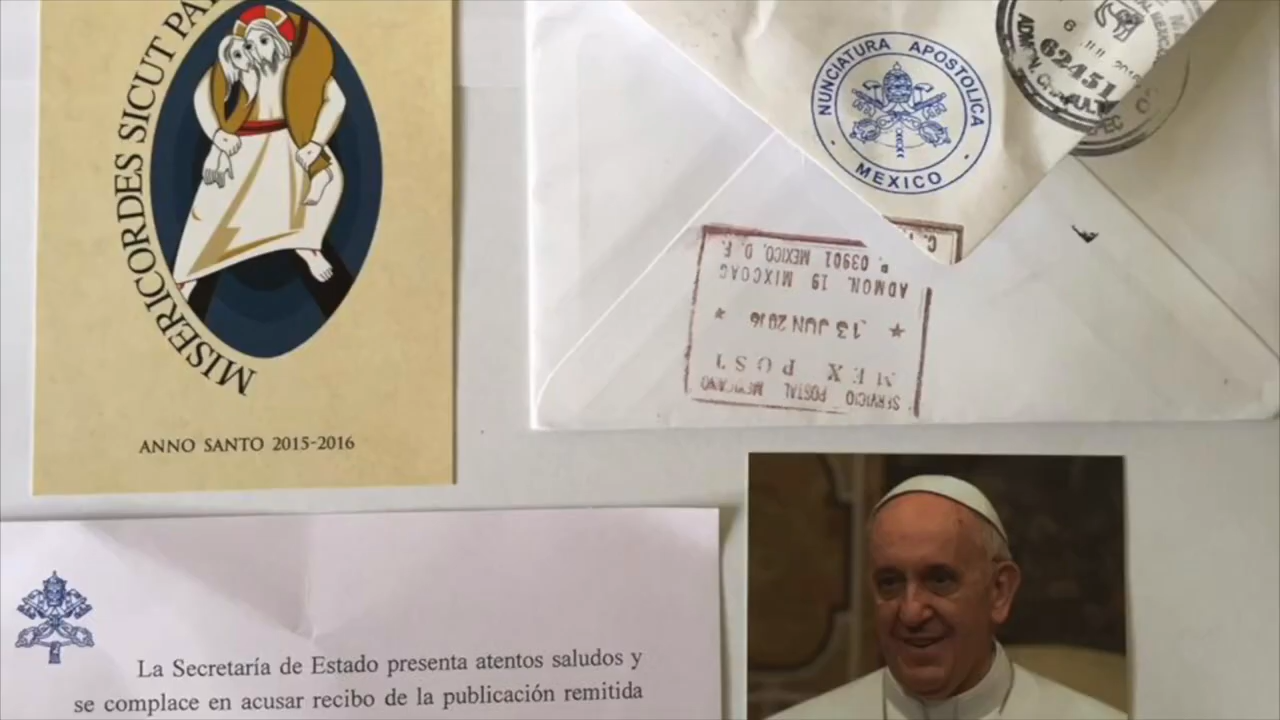 MISERICORDES SICUT PA
ANNO SANTO 2015-2016
NUNCIATURA APOSTOLICA
MEXICO
6
62451
SERVICIO POSTAL MEXICANO
MEX POST
* 13 JUN 2016 *
ADMON. 19 MIXCOAC
P. 03901 MEXICO, D. F.
La Secretaría de Estado presenta atentos saludos y
se complace en acusar recibo de la publicación remitida